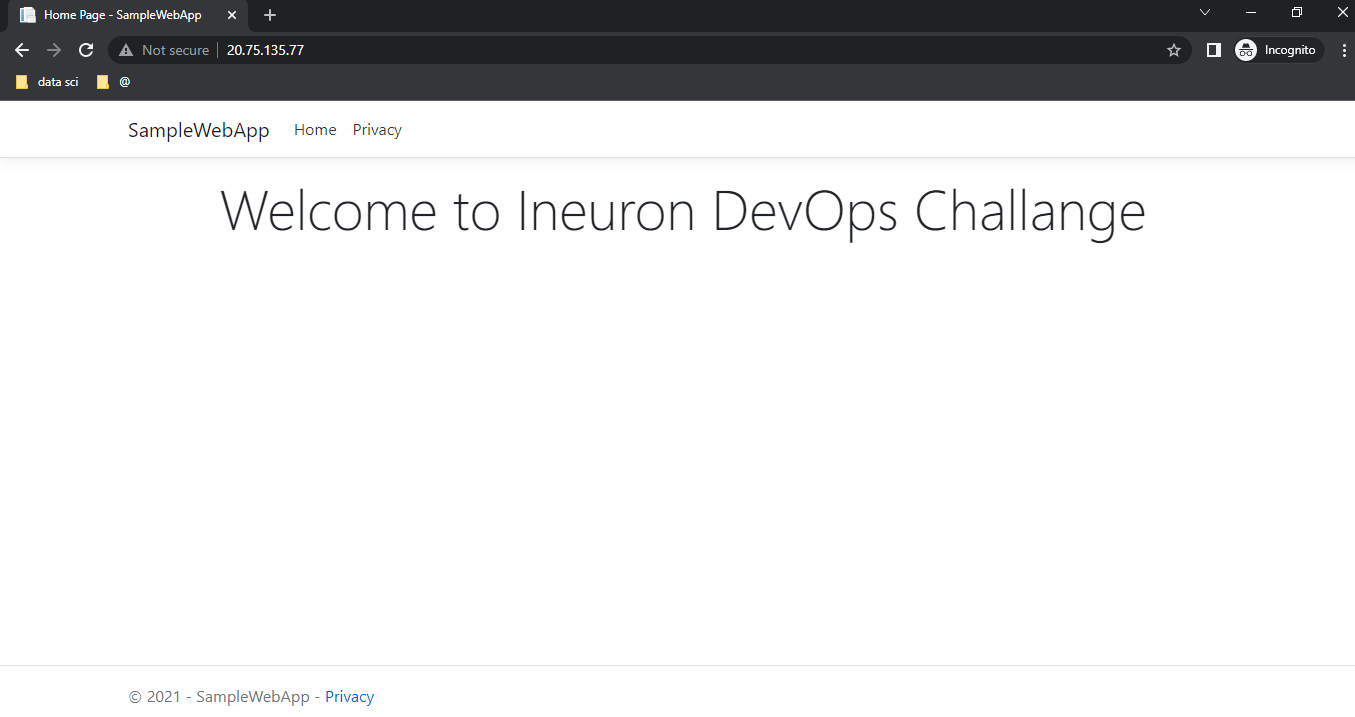 Home Page - SampleWebApp
Not secure 20.75.135.77 Incognito
data sci @
SampleWebApp Home Privacy
Welcome to Ineuron DevOps Challange
© 2021 - SampleWebApp - Privacy